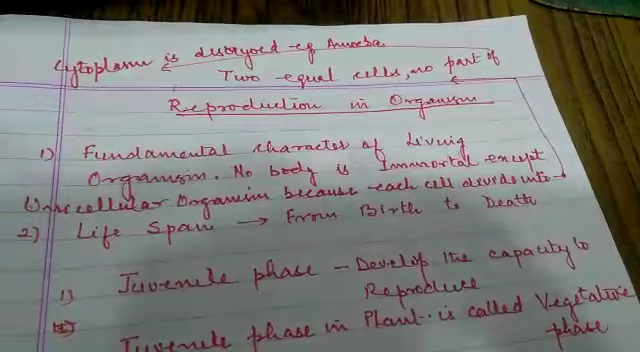 Cytoplasm is destroyed eg Amoeba
Two equal cells, no part of
Reproduction in Organism
1) Fundamental character of Living
Organism. No body is Immortal except
Unicellular Organism because each cell divide into
2) Life Span → From Birth to Death
1) Juvenile phase - Develop the capacity to
Reproduce
Juvenile phase in Plant. is called Vegetative
phase